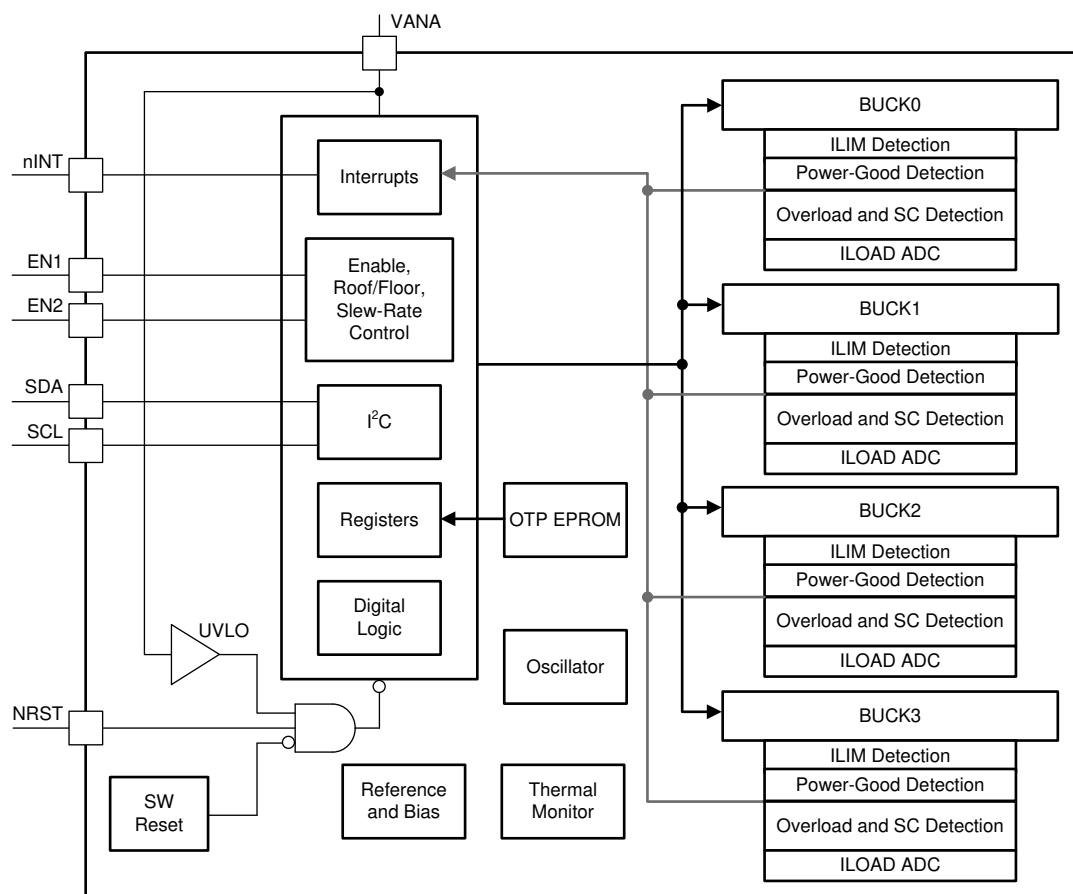 VANA
nINT
EN1
EN2
SDA
SCL
NRST
Interrupts
Enable,
Roof/Floor,
Slew-Rate
Control
I²C
Registers
OTP EPROM
Digital
Logic
UVLO
Oscillator
SW
Reset
Reference
and Bias
Thermal
Monitor
BUCK0
ILIM Detection
Power-Good Detection
Overload and SC Detection
ILOAD ADC
BUCK1
ILIM Detection
Power-Good Detection
Overload and SC Detection
ILOAD ADC
BUCK2
ILIM Detection
Power-Good Detection
Overload and SC Detection
ILOAD ADC
BUCK3
ILIM Detection
Power-Good Detection
Overload and SC Detection
ILOAD ADC